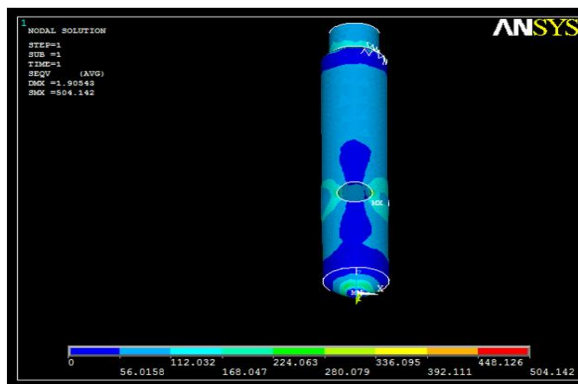 1
NODAL SOLUTION
STEP=1
SUB =1
TIME=1
SEQV (AVG)
DMX =1.90543
SMX =504.142
ANSYS
MX
X
0 112.032 224.063 336.095 448.126
56.0158 168.047 280.079 392.111 504.142